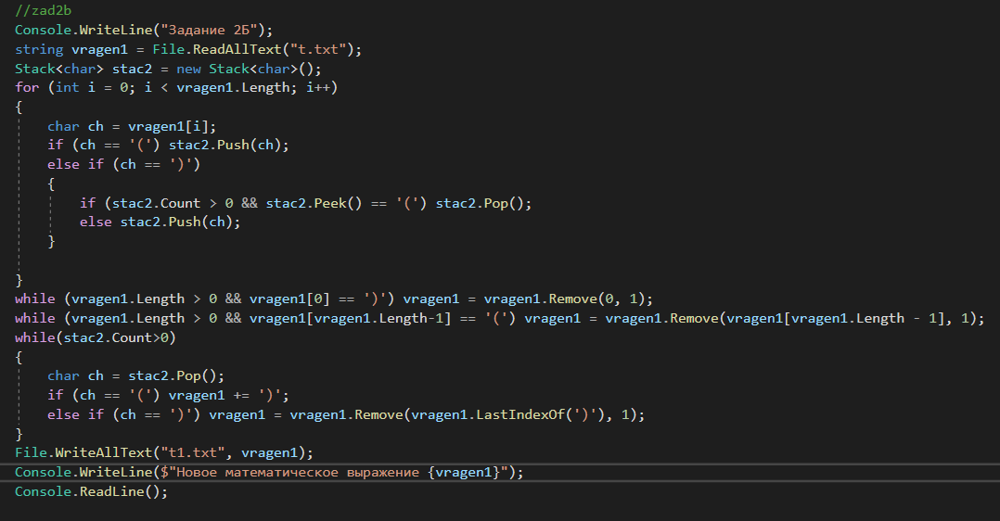 //zad2b
Console.WriteLine("Задание 2Б");
string vragen1 = File.ReadAllText("t.txt");
Stack<char> stac2 = new Stack<char>();
for (int i = 0; i < vragen1.Length; i++)
{
    char ch = vragen1[i];
    if (ch == '(') stac2.Push(ch);
    else if (ch == ')')
    {
        if (stac2.Count > 0 && stac2.Peek() == '(') stac2.Pop();
        else stac2.Push(ch);
    }
}
while (vragen1.Length > 0 && vragen1[0] == ')') vragen1 = vragen1.Remove(0, 1);
while (vragen1.Length > 0 && vragen1[vragen1.Length-1] == '(') vragen1 = vragen1.Remove(vragen1[vragen1.Length - 1], 1);
while(stac2.Count>0)
{
    char ch = stac2.Pop();
    if (ch == '(') vragen1 += ')';
    else if (ch == ')') vragen1 = vragen1.Remove(vragen1.LastIndexOf(')'), 1);
}
File.WriteAllText("t1.txt", vragen1);
Console.WriteLine($"Новое математическое выражение {vragen1}");
Console.ReadLine();